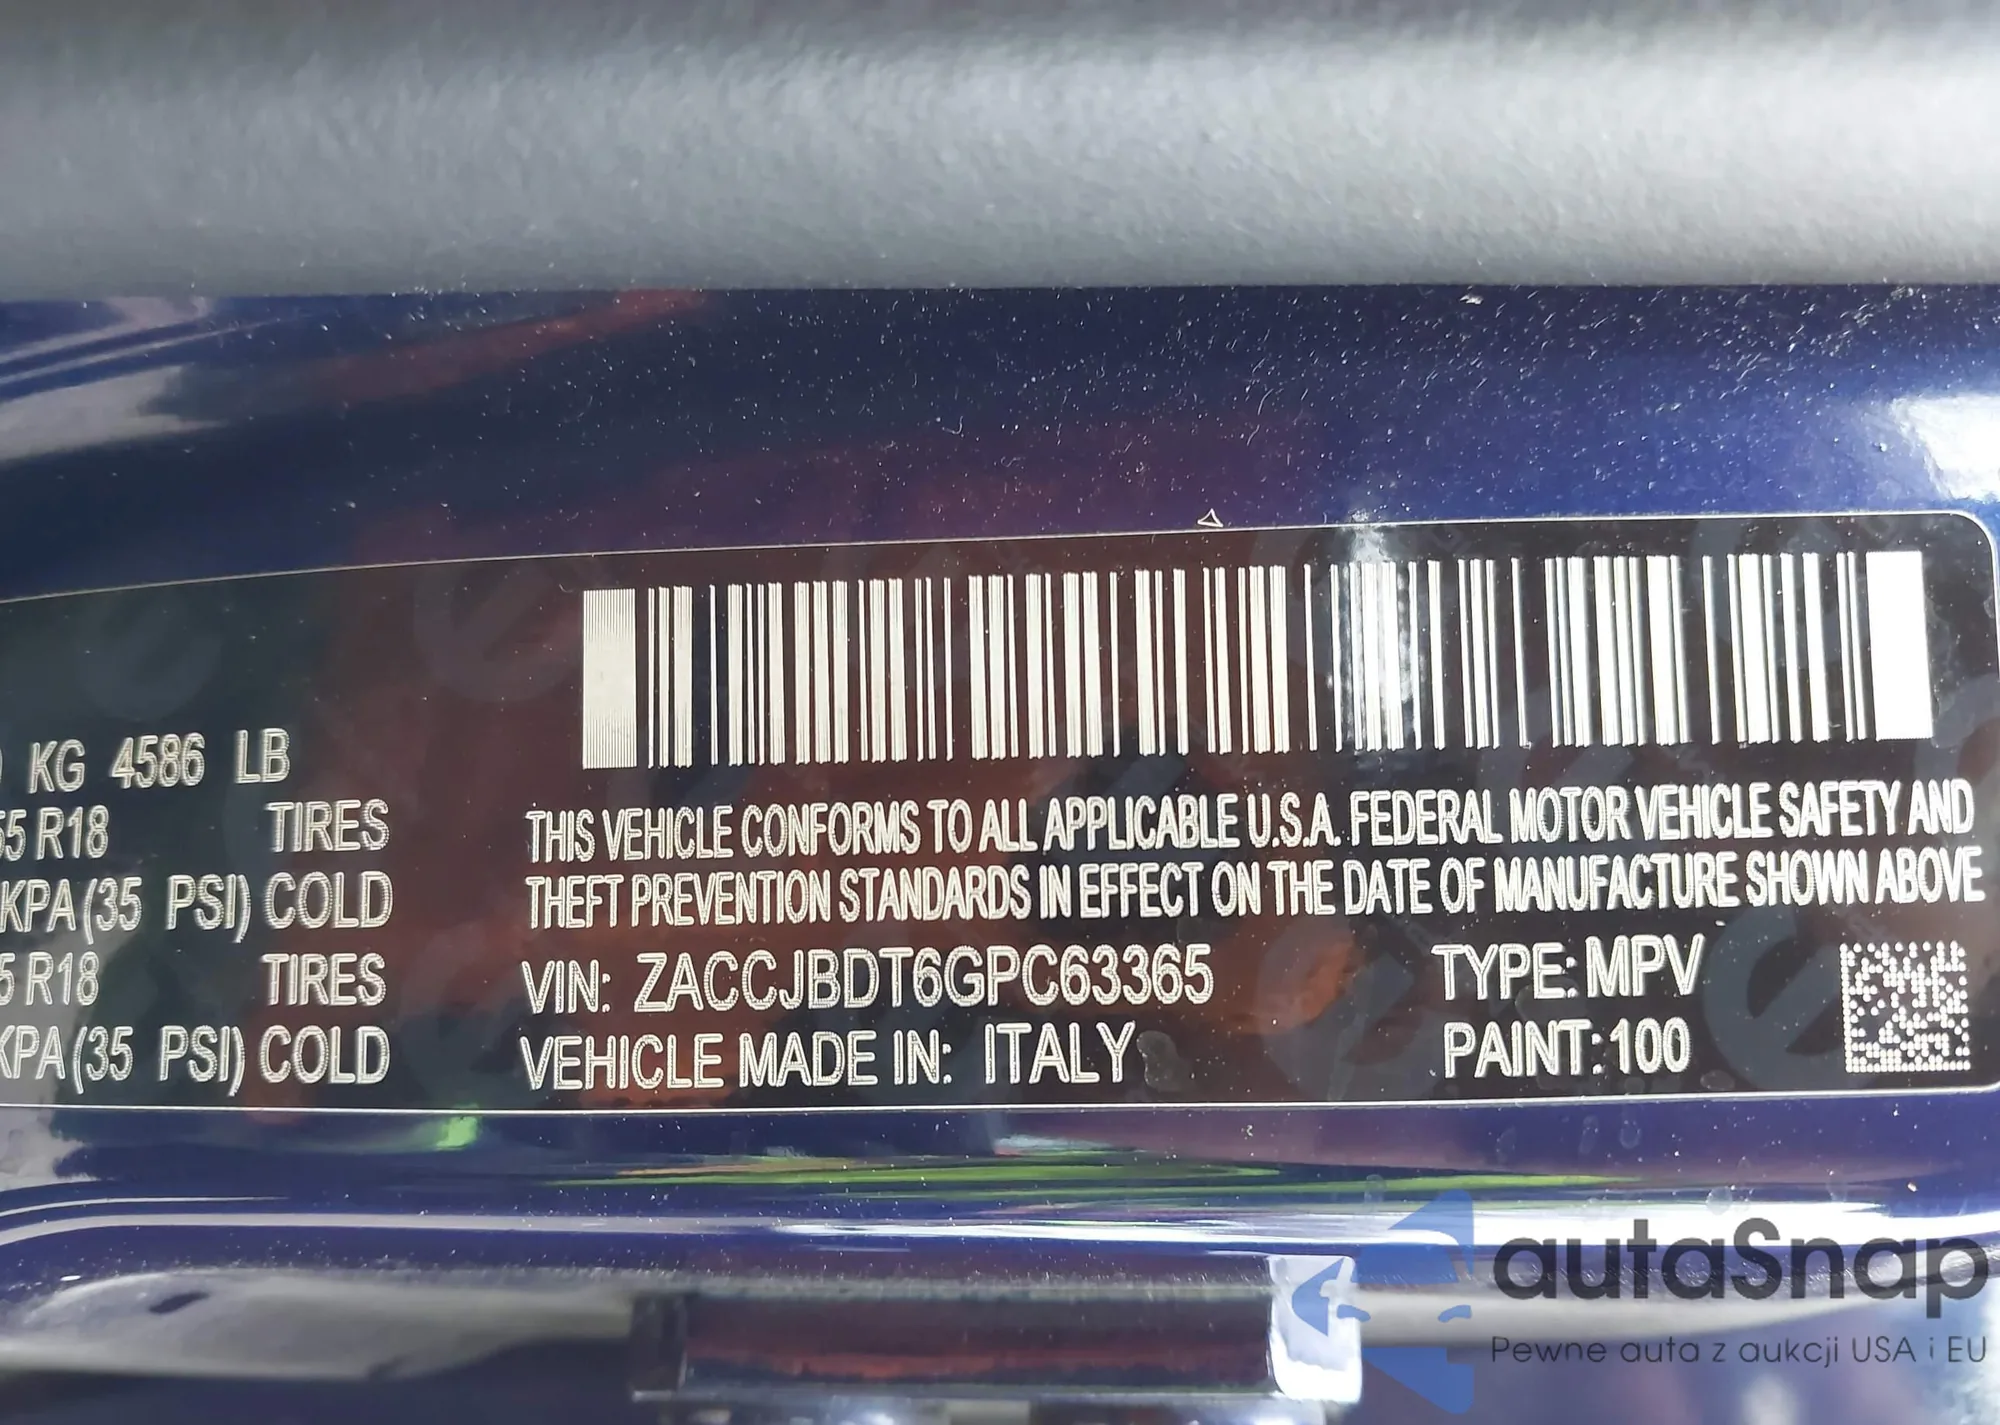 KG 4586 LB
55 R18 TIRES
KPA (35 PSI) COLD
5 R18 TIRES
KPA (35 PSI) COLD
THIS VEHICLE CONFORMS TO ALL APPLICABLE U.S.A. FEDERAL MOTOR VEHICLE SAFETY AND
THEFT PREVENTION STANDARDS IN EFFECT ON THE DATE OF MANUFACTURE SHOWN ABOVE
VIN: ZACCJBDT6GPC63365 TYPE: MPV
VEHICLE MADE IN: ITALY PAINT: 100
autaSnap
Pewne auta z aukcji USA i EU